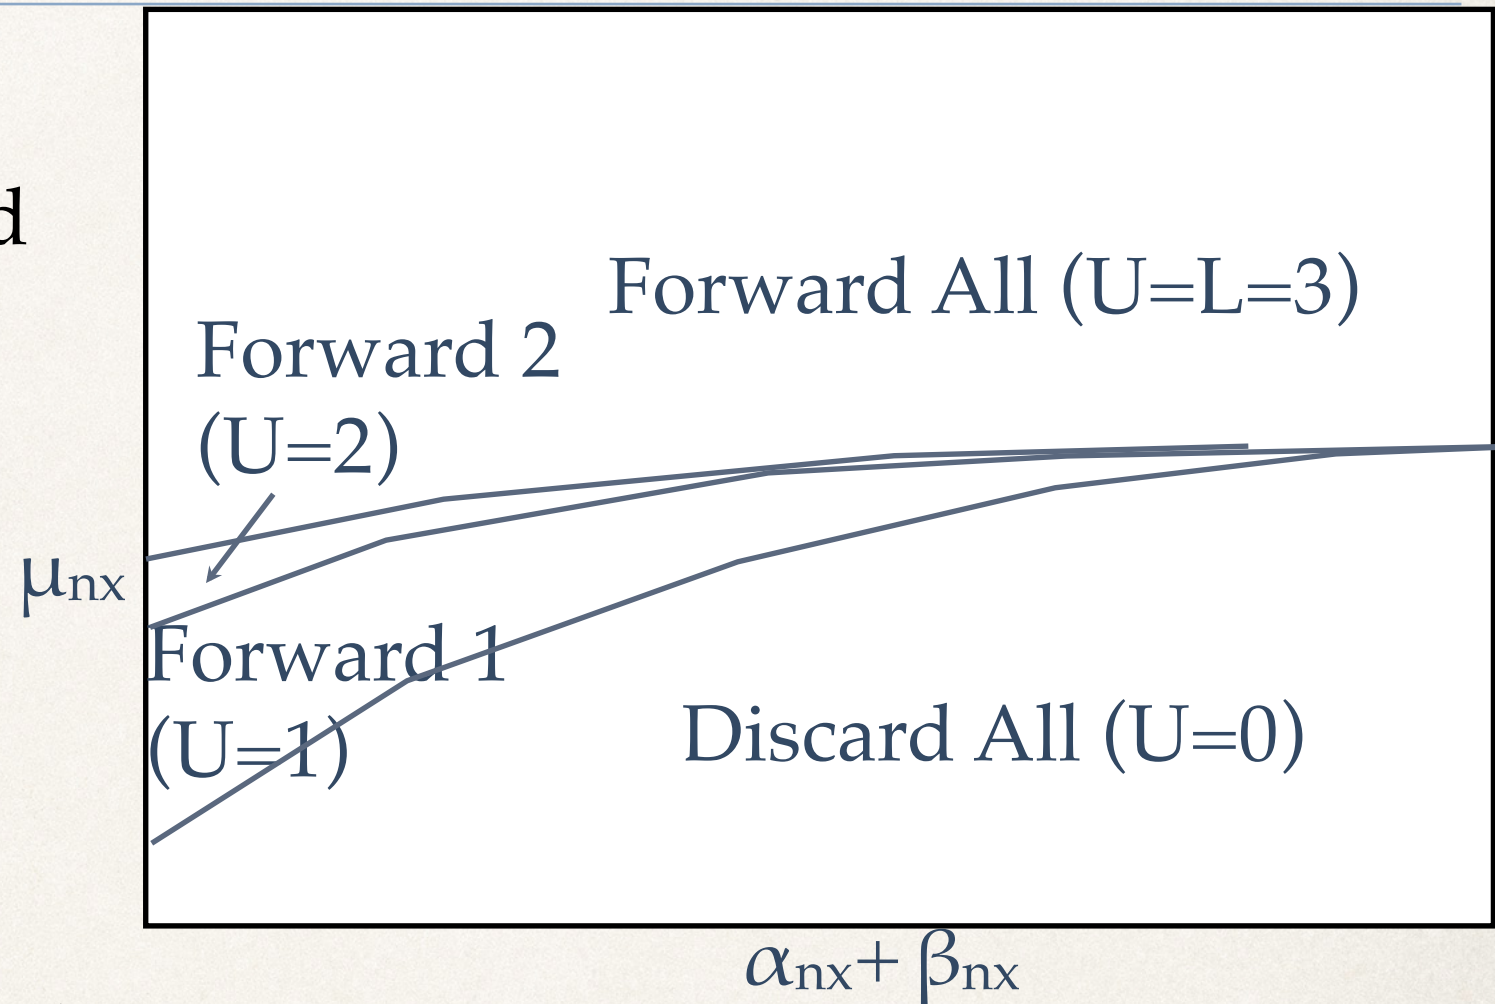 d
Forward All (U=L=3)
Forward 2
(U=2)
μnx
Forward 1
(U=1)
Discard All (U=0)
αnx+ βnx